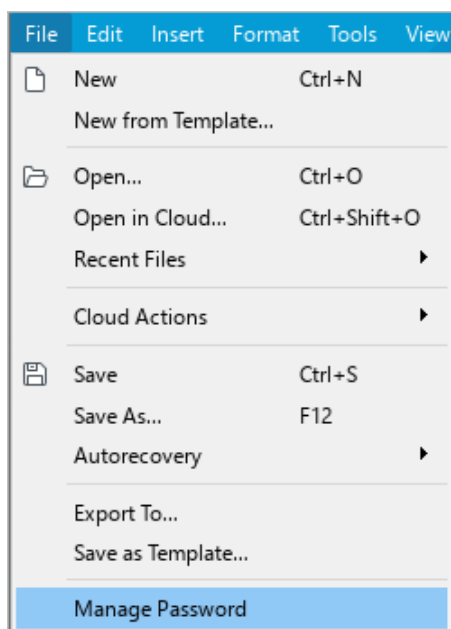 File Edit Insert Format Tools View
New Ctrl+N
New from Template...
Open... Ctrl+O
Open in Cloud... Ctrl+Shift+O
Recent Files
Cloud Actions
Save Ctrl+S
Save As... F12
Autorecovery
Export To...
Save as Template...
Manage Password